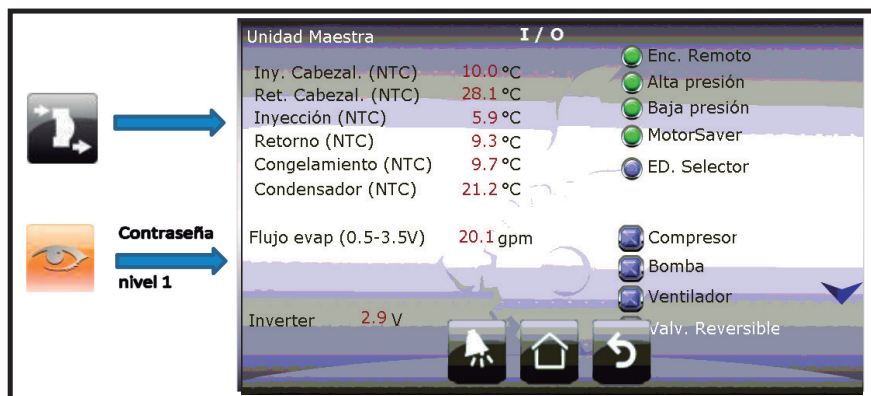 Unidad Maestra I / O
Iny. Cabezal. (NTC) 10.0 °C
Ret. Cabezal. (NTC) 28.1 °C
Inyección (NTC) 5.9 °C
Retorno (NTC) 9.3 °C
Congelamiento (NTC) 9.7 °C
Condensador (NTC) 21.2 °C
Flujo evap (0.5-3.5V) 20.1 gpm
Inverter 2.9 V
Enc. Remoto
Alta presión
Baja presión
MotorSaver
ED. Selector
Compresor
Bomba
Ventilador
Valv. Reversible
Contraseña
nivel 1